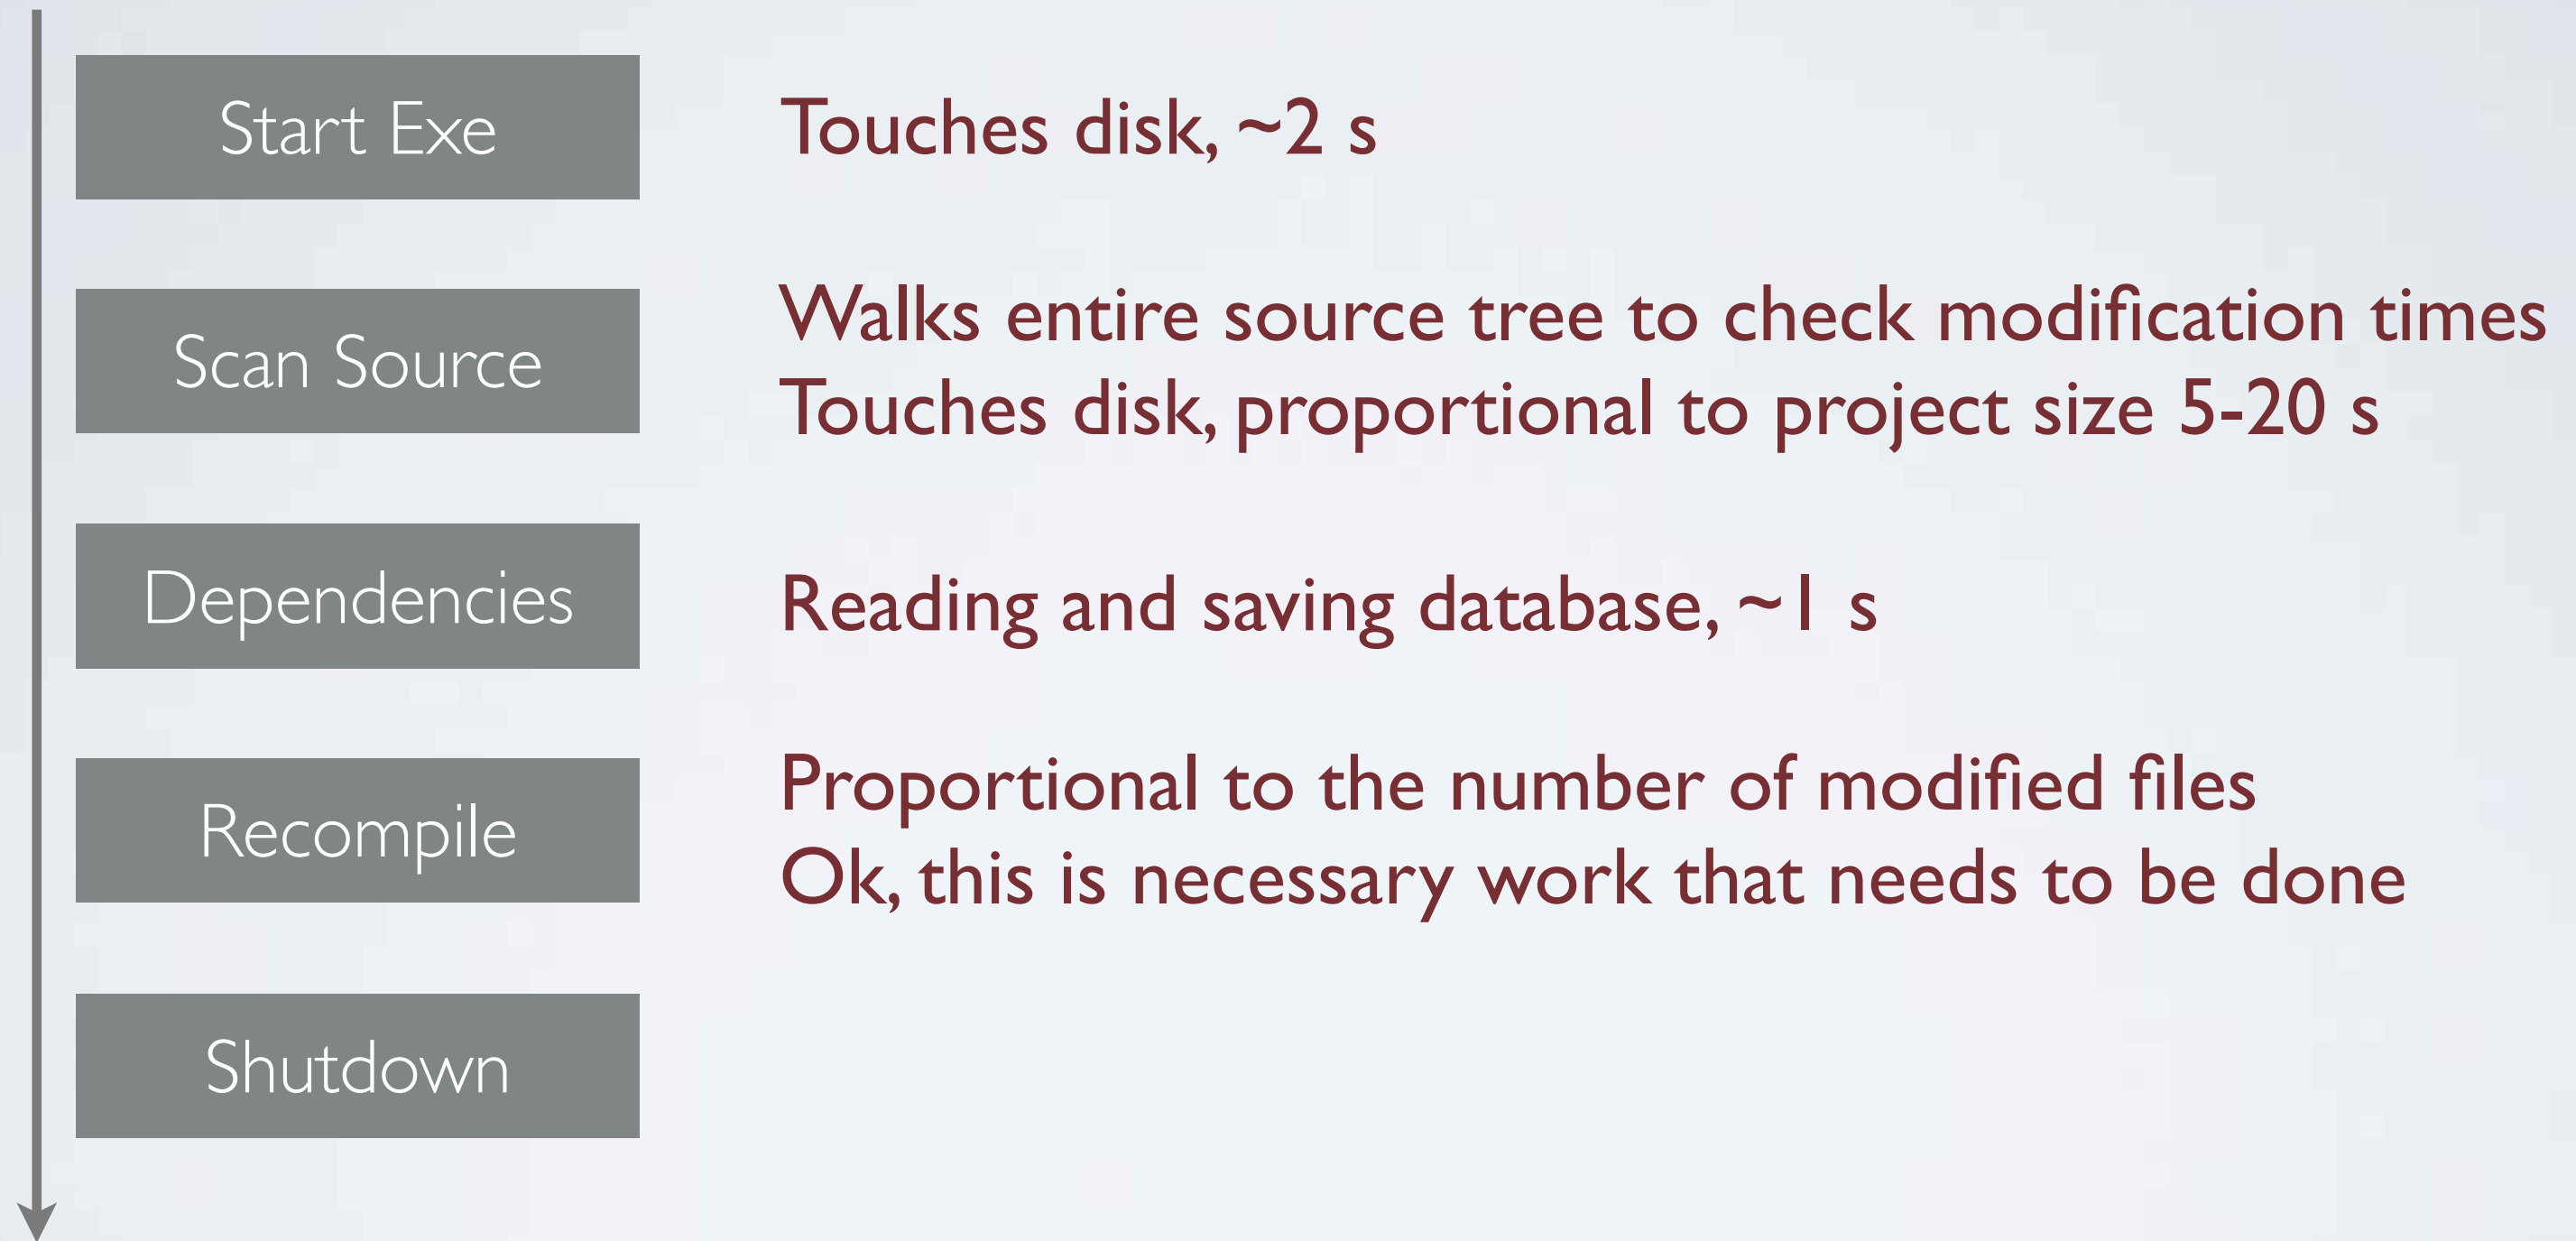 Start Exe
Touches disk, ~2 s
Scan Source
Walks entire source tree to check modification times
Touches disk, proportional to project size 5-20 s
Dependencies
Reading and saving database, ~1 s
Recompile
Proportional to the number of modified files
Ok, this is necessary work that needs to be done
Shutdown